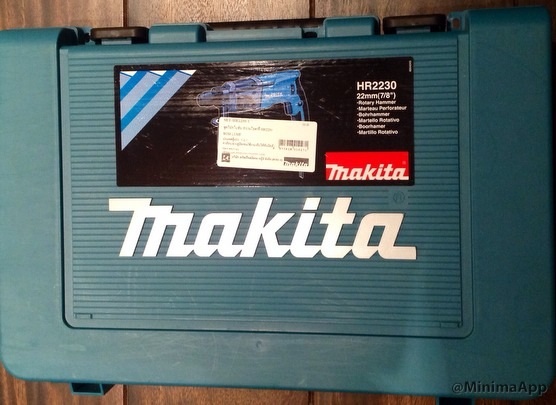 HR2230
22mm(7/8")
-Rotary Hammer
-Marteau Perforateur
-Bohrhammer
-Martello Rotativo
-Boorhamer
-Martillo Rotativo
makita
makita
@MinimaApp